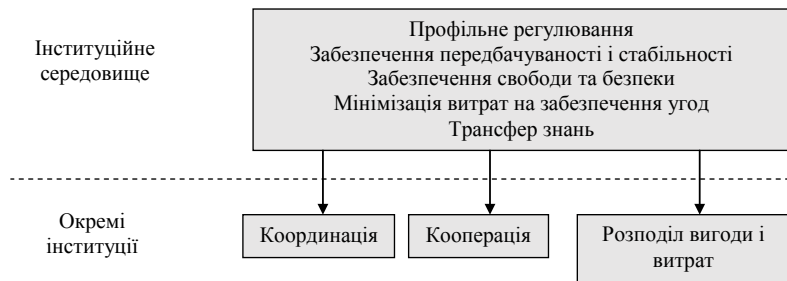 Інституційне
середовище
Профільне регулювання
Забезпечення передбачуваності і стабільності
Забезпечення свободи та безпеки
Мінімізація витрат на забезпечення угод
Трансфер знань
Окремі
інституції
Координація
Кооперація
Розподіл вигоди і
витрат